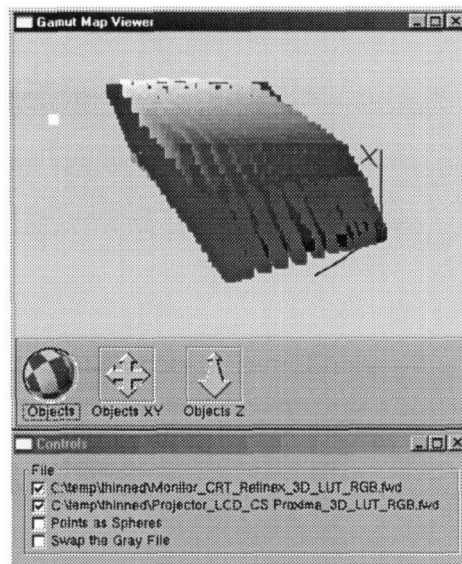 Gamut Map Viewer
X
Objects
Objects XY
Objects Z
Controls
File
C:\temp\thinned\Monitor_CRT_Retinex_3D_LUT_RGB.fwd
C:\temp\thinned\Projector_LCD_CS Proxima_3D_LUT_RGB.fwd
Points as Spheres
Swap the Gray File